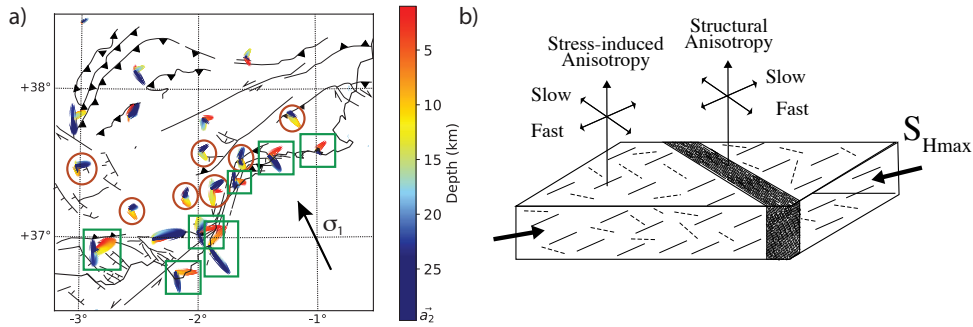 a)
+38°
+37°
-3°
-2°
-1°
σ1
5
10
15
20
25
Depth (km)
a⃗2
b)
Stress-induced
Anisotropy
Slow
Fast
Structural
Anisotropy
Slow
Fast
SHmax